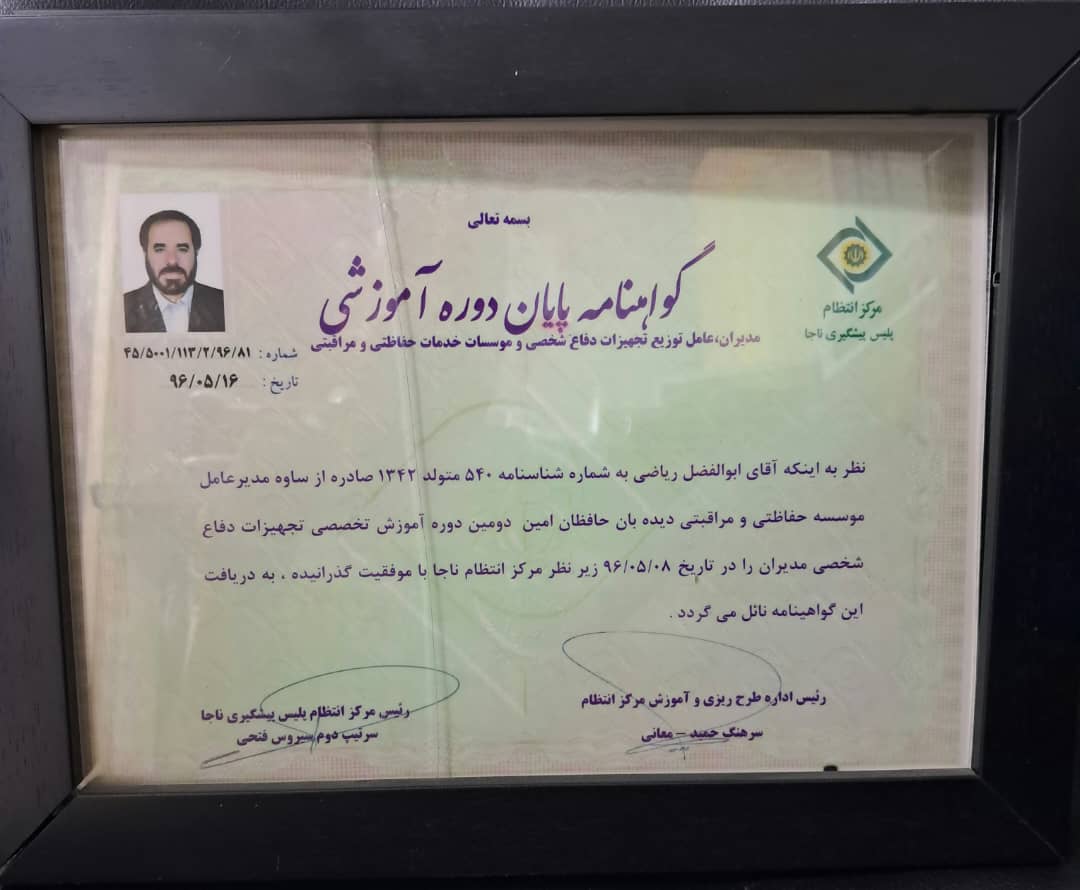 بسمه تعالی
گواهینامه پایان دوره آموزشی
مدیران،عامل توزیع تجهیزات دفاع شخصی و موسسات خدمات حفاظتی و مراقبتی
مرکز انتظام
پلیس پیشگیری ناجا
شماره : ۴۵/۵۰۰۱/۱۱۳/۲/۹۶/۸۱
تاریخ : ۹۶/۰۵/۱۶
نظر به اینکه آقای ابوالفضل ریاضی به شماره شناسنامه ۵۴۰ متولد ۱۳۴۲ صادره از ساوه مدیرعامل
موسسه حفاظتی و مراقبتی دیده بان حافظان امین دومین دوره آموزش تخصصی تجهیزات دفاع
شخصی مدیران را در تاریخ ۹۶/۰۵/۰۸ زیر نظر مرکز انتظام ناجا با موفقیت گذرانیده ، به دریافت
این گواهینامه نائل می گردد .
رئیس اداره طرح ریزی و آموزش مرکز انتظام
سرهنگ حمید – معانی
رئیس مرکز انتظام پلیس پیشگیری ناجا
سرتیپ دوم سیروس فتحی